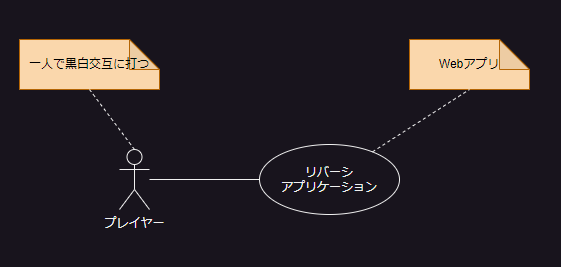 一人で黒白交互に打つ
Webアプリ
リバーシ
アプリケーション
プレイヤー